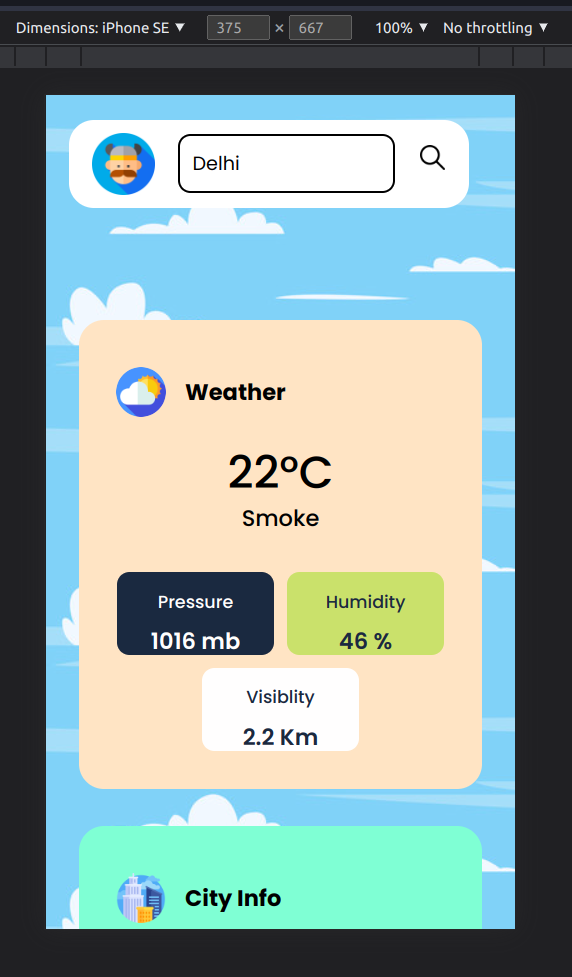 Dimensions: iPhone SE ▼ 375 × 667 100% ▼ No throttling ▼
Delhi
Weather
22°C
Smoke
Pressure Humidity
1016 mb 46 %
Visiblity
2.2 Km
City Info